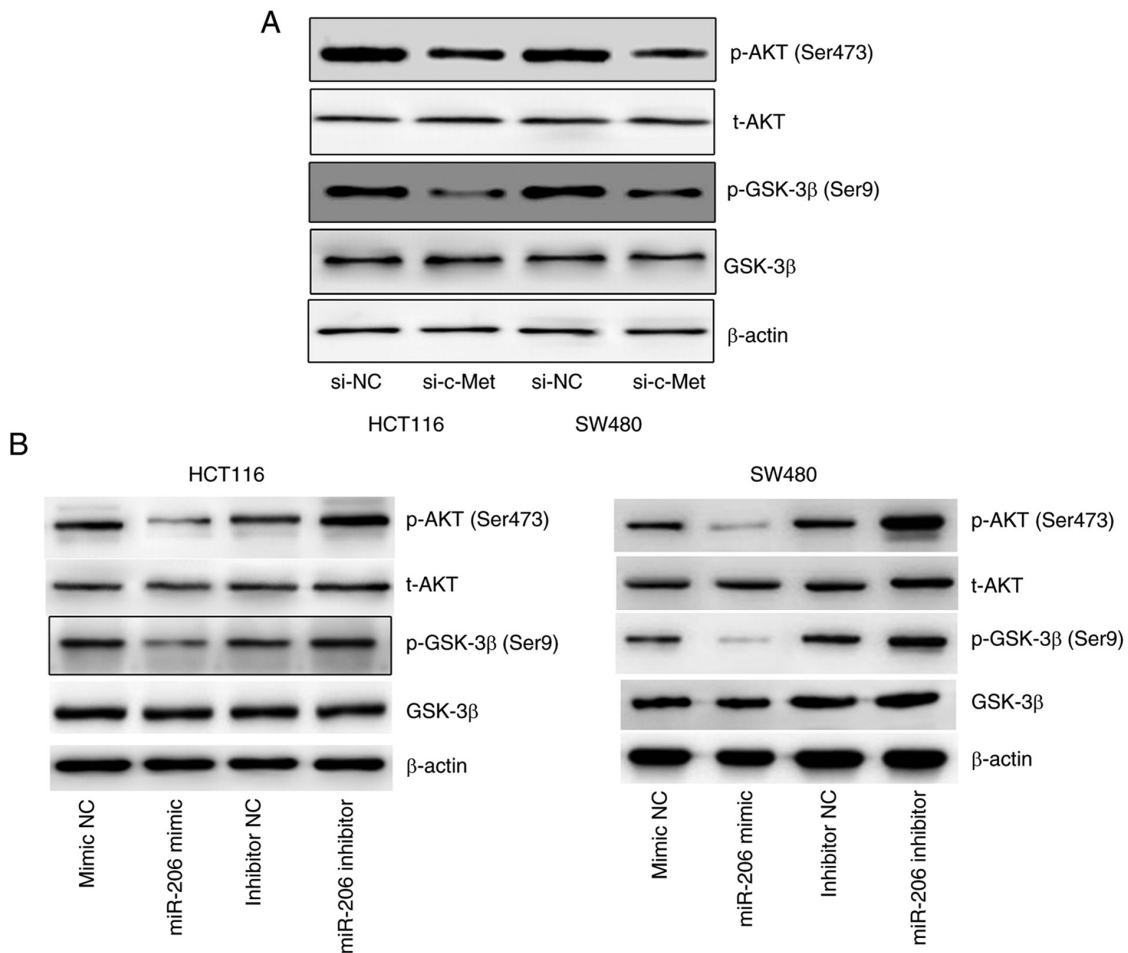 A
p-AKT (Ser473)
t-AKT
p-GSK-3β (Ser9)
GSK-3β
β-actin
si-NC si-c-Met si-NC si-c-Met
HCT116 SW480
B
HCT116
p-AKT (Ser473)
t-AKT
p-GSK-3β (Ser9)
GSK-3β
β-actin
Mimic NC
miR-206 mimic
Inhibitor NC
miR-206 inhibitor
SW480
p-AKT (Ser473)
t-AKT
p-GSK-3β (Ser9)
GSK-3β
β-actin
Mimic NC
miR-206 mimic
Inhibitor NC
miR-206 inhibitor